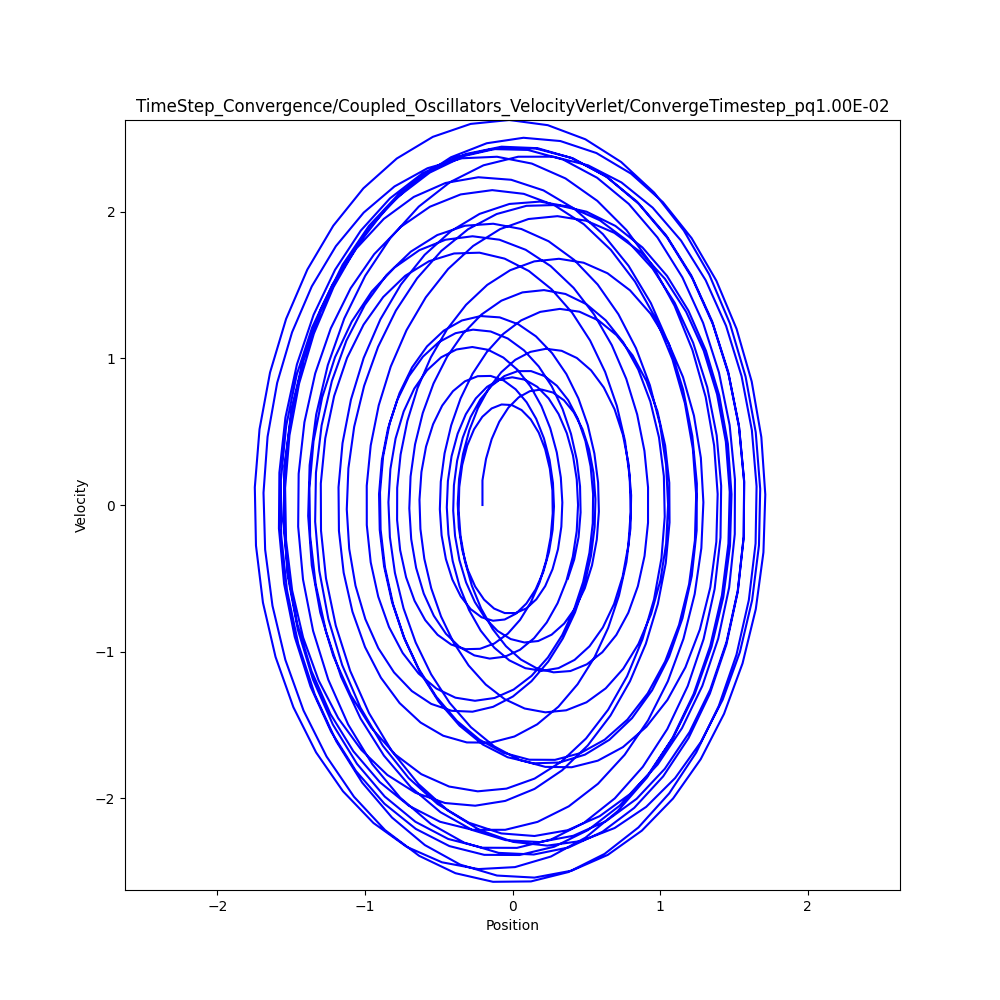 TimeStep_Convergence/Coupled_Oscillators_VelocityVerlet/ConvergeTimestep_pq1.00E-02
Velocity
2
1
0
−1
−2
−2 −1 0 1 2
Position